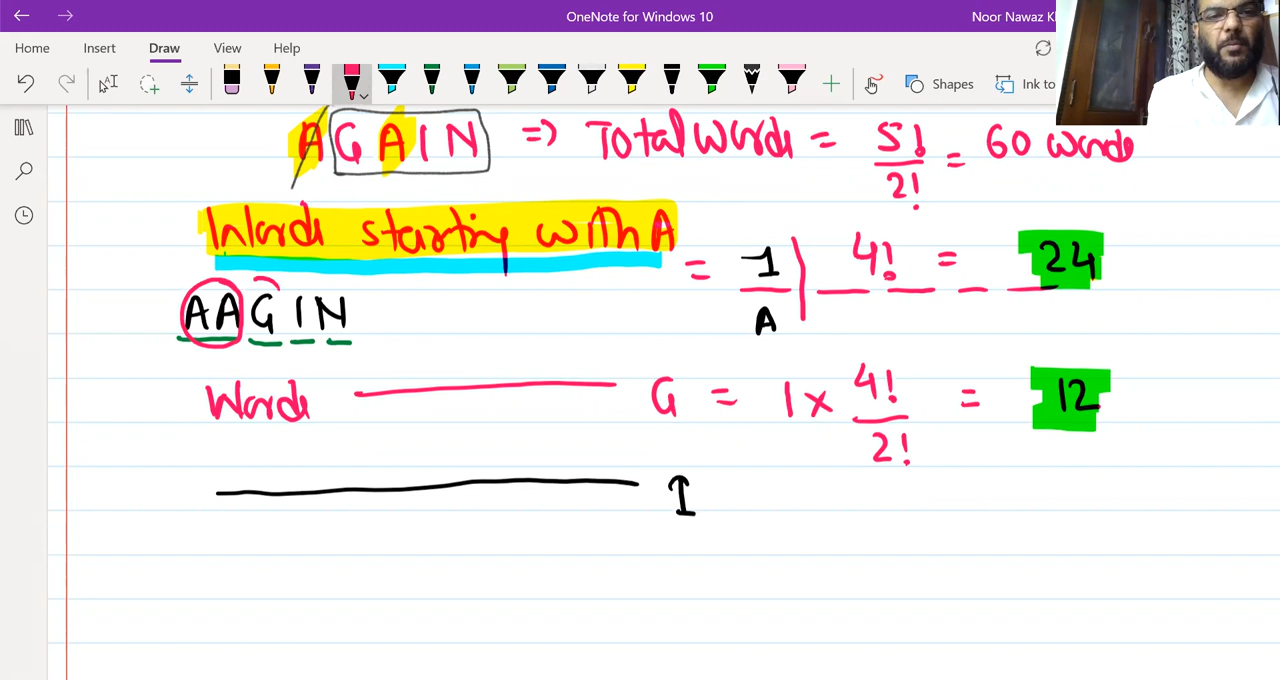 OneNote for Windows 10
Noor Nawaz Kh
Home Insert Draw View Help
Shapes Ink to
AGAIN => Total Words = 5!/2! = 60 words
Words starting with A = 1/A | 4! = 24
AAGIN
Words G = 1 x 4!/2! = 12
I